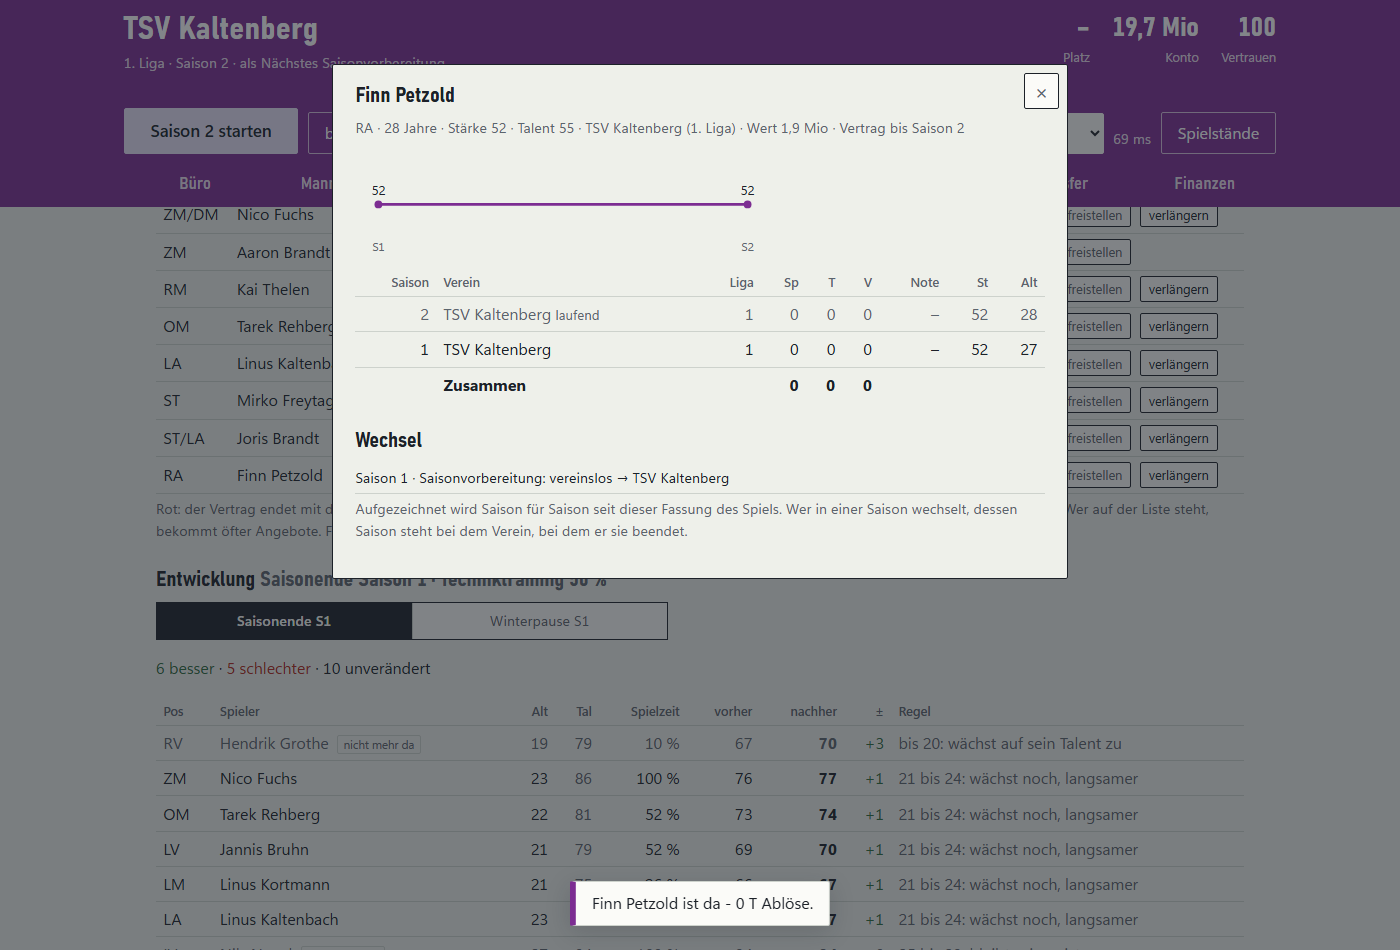 TSV Kaltenberg
– 19,7 Mio 100
1. Liga · Saison 2 · als Nächstes Saisonvorbereitung
Platz Konto Vertrauen
Saison 2 starten
69 ms Spielstände
Büro Finanzen
Finn Petzold ×
RA · 28 Jahre · Stärke 52 · Talent 55 · TSV Kaltenberg (1. Liga) · Wert 1,9 Mio · Vertrag bis Saison 2
52 52
S1 S2
Saison Verein Liga Sp T V Note St Alt
2 TSV Kaltenberg laufend 1 0 0 0 – 52 28
1 TSV Kaltenberg 1 0 0 0 – 52 27
Zusammen 0 0 0
Wechsel
Saison 1 · Saisonvorbereitung: vereinslos → TSV Kaltenberg
Aufgezeichnet wird Saison für Saison seit dieser Fassung des Spiels. Wer in einer Saison wechselt, dessen
Saison steht bei dem Verein, bei dem er sie beendet.
ZM/DM Nico Fuchs freistellen verlängern
ZM Aaron Brandt freistellen
RM Kai Thelen freistellen verlängern
OM Tarek Rehberg freistellen verlängern
LA Linus Kaltenb freistellen verlängern
ST Mirko Freytag freistellen verlängern
ST/LA Joris Brandt freistellen verlängern
RA Finn Petzold freistellen verlängern
Rot: der Vertrag endet mit d Wer auf der Liste steht,
bekommt öfter Angebote. F
Entwicklung Saisonende Saison 1 · Techniktraining 50 %
Saisonende S1 Winterpause S1
6 besser · 5 schlechter · 10 unverändert
Pos Spieler Alt Tal Spielzeit vorher nachher ± Regel
RV Hendrik Grothe nicht mehr da 19 79 10 % 67 70 +3 bis 20: wächst auf sein Talent zu
ZM Nico Fuchs 23 86 100 % 76 77 +1 21 bis 24: wächst noch, langsamer
OM Tarek Rehberg 22 81 52 % 73 74 +1 21 bis 24: wächst noch, langsamer
LV Jannis Bruhn 21 79 52 % 69 70 +1 21 bis 24: wächst noch, langsamer
LM Linus Kortmann 21 7 +1 21 bis 24: wächst noch, langsamer
LA Linus Kaltenbach 23 7 +1 21 bis 24: wächst noch, langsamer
Finn Petzold ist da - 0 T Ablöse.